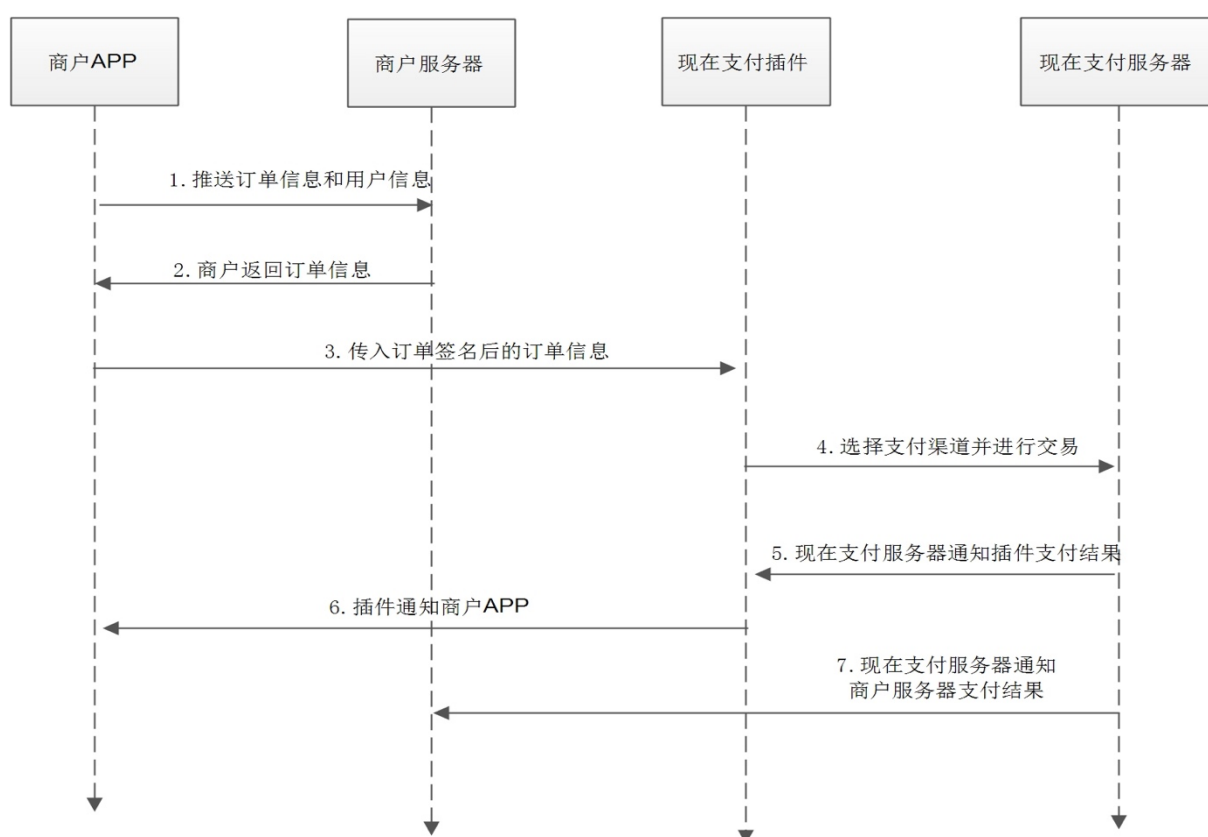 商户APP
商户服务器
现在支付插件
现在支付服务器
1.推送订单信息和用户信息
2.商户返回订单信息
3.传入订单签名后的订单信息
4.选择支付渠道并进行交易
5.现在支付服务器通知插件支付结果
6.插件通知商户APP
7.现在支付服务器通知
商户服务器支付结果